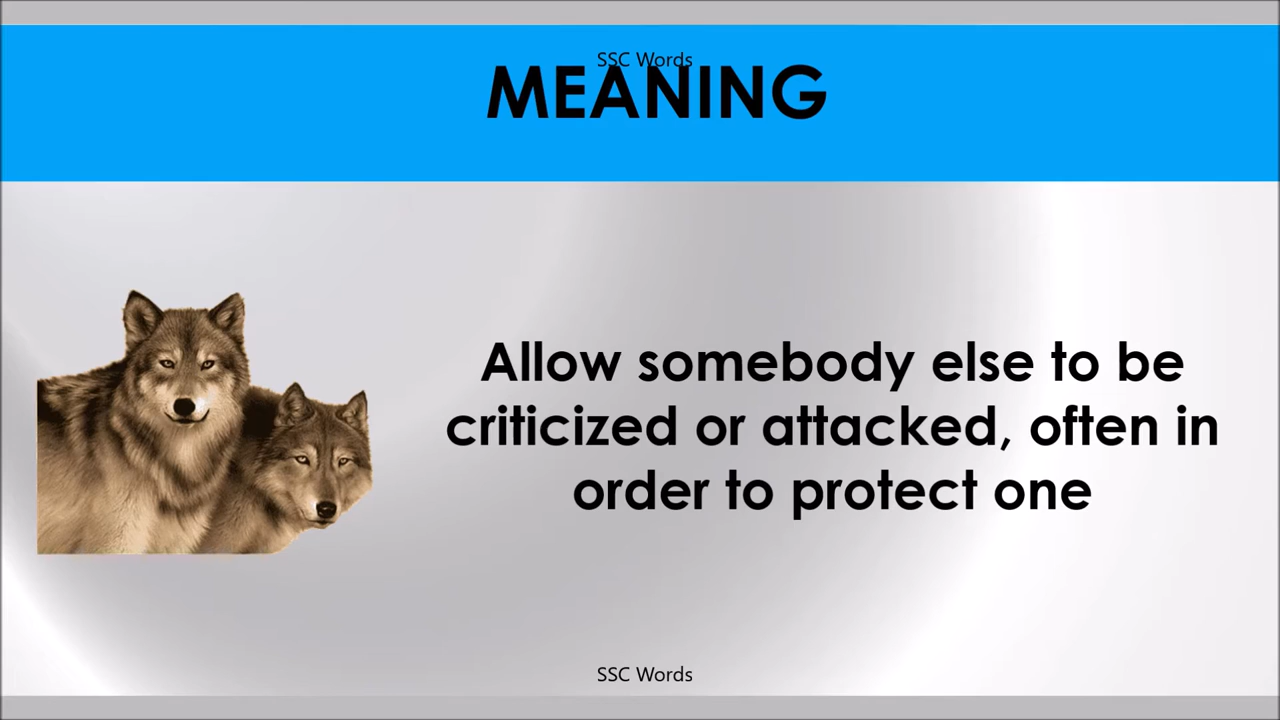 SSC Words
MEANING
Allow somebody else to be
criticized or attacked, often in
order to protect one
SSC Words